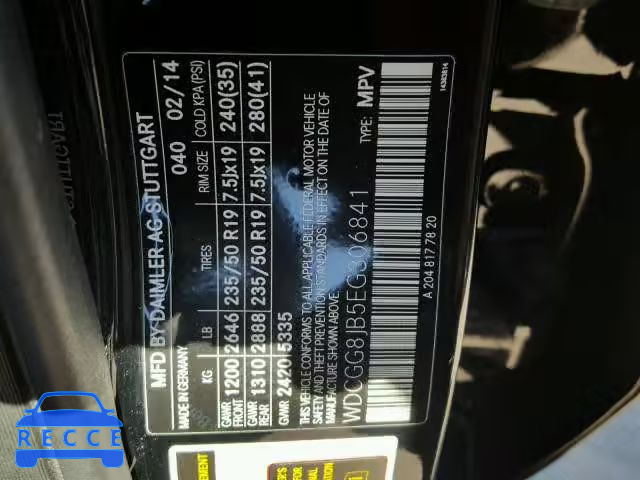 MFD BY DAIMLER AG STUTTGART
MADE IN GERMANY 040 02/14
KG LB TIRES RIM SIZE COLD KPA(PSI)
GAWR FRONT 1200 2646 235/50 R19 7.5Jx19 240(35)
GAWR REAR 1310 2888 235/50 R19 7.5Jx19 280(41)
GVWR 2420 5335
THIS VEHICLE CONFORMS TO ALL APPLICABLE FEDERAL MOTOR VEHICLE
SAFETY AND THEFT PREVENTION STANDARDS IN EFFECT ON THE DATE OF
MANUFACTURE SHOWN ABOVE.
WDCGG8JB5EG306841 TYPE: MPV
A 204 817 78 20
14383814
RECCE